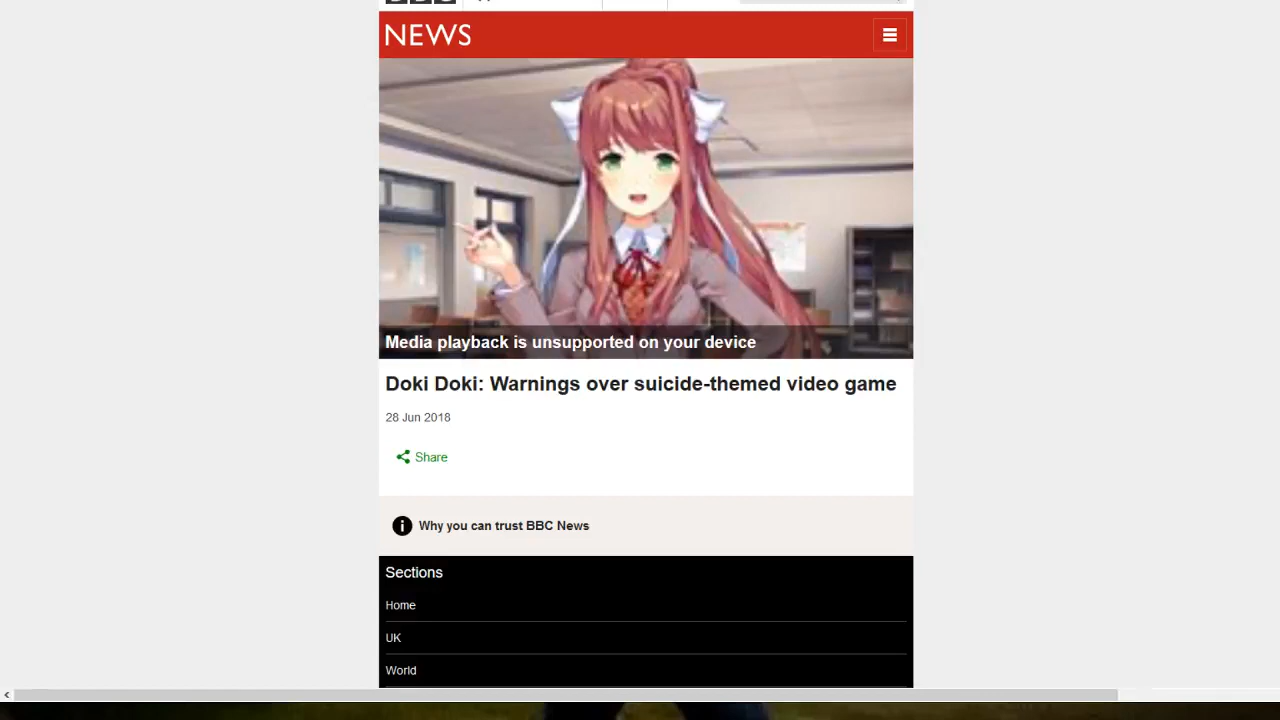 NEWS
Media playback is unsupported on your device
Doki Doki: Warnings over suicide-themed video game
28 Jun 2018
Share
Why you can trust BBC News
Sections
Home
UK
World